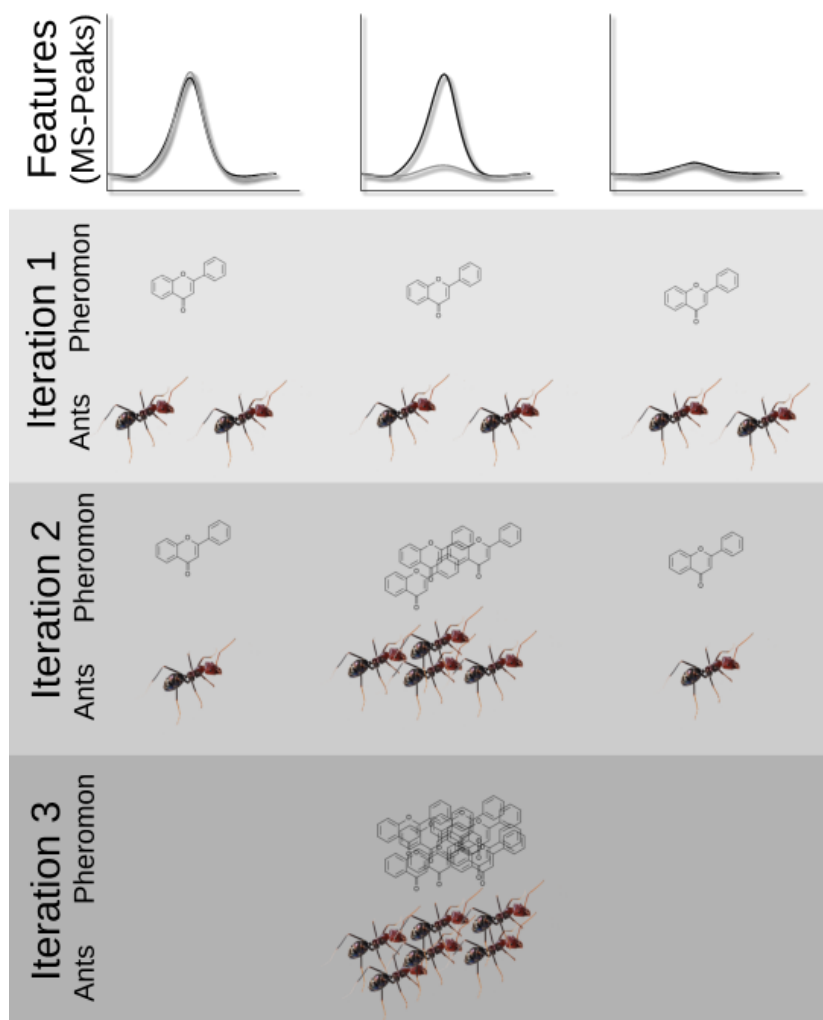 Features
(MS-Peaks)
Iteration 1
Pheromon
Ants
Iteration 2
Pheromon
Ants
Iteration 3
Pheromon
Ants